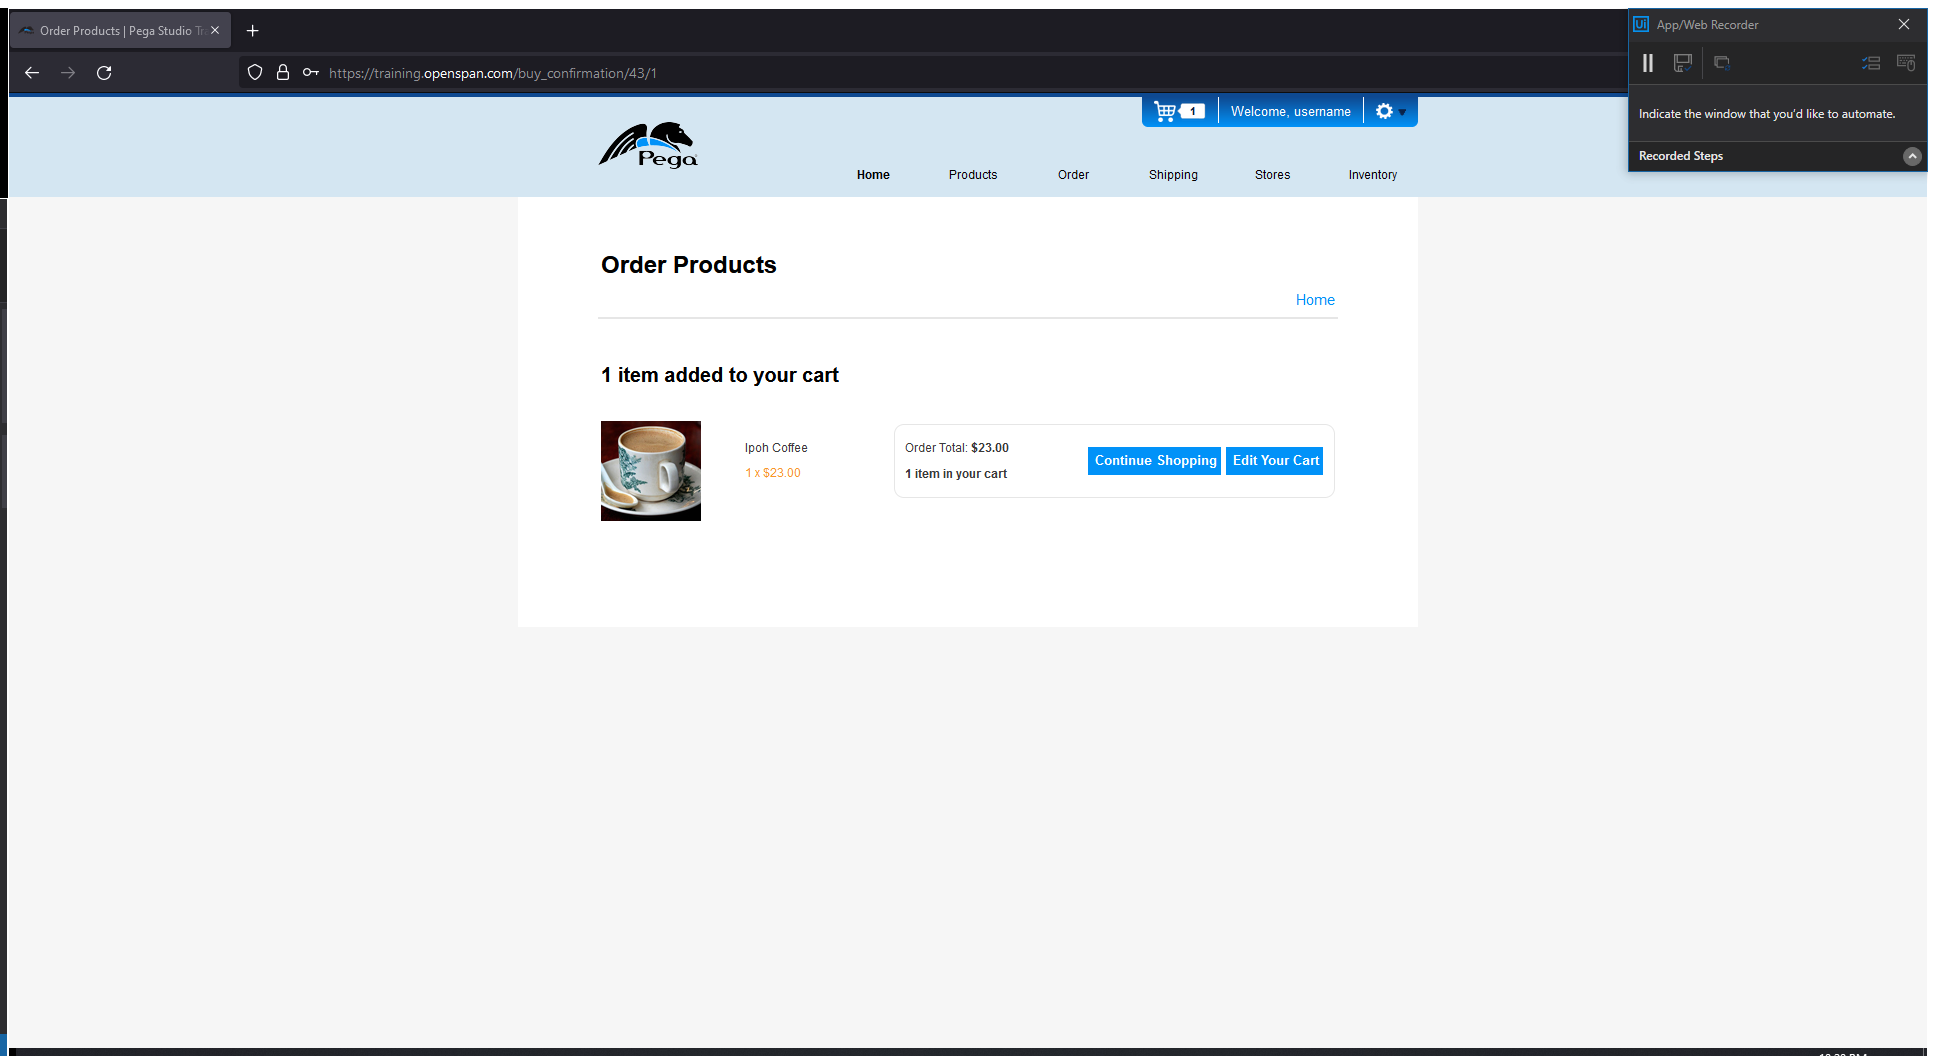 Order Products | Pega Studio Tra
https://training.openspan.com/buy_confirmation/43/1
Ui App/Web Recorder
Indicate the window that you'd like to automate.
Recorded Steps
1
Welcome, username
Pega
Home
Products
Order
Shipping
Stores
Inventory
Order Products
Home
1 item added to your cart
Ipoh Coffee
1 x $23.00
Order Total: $23.00
1 item in your cart
Continue Shopping
Edit Your Cart